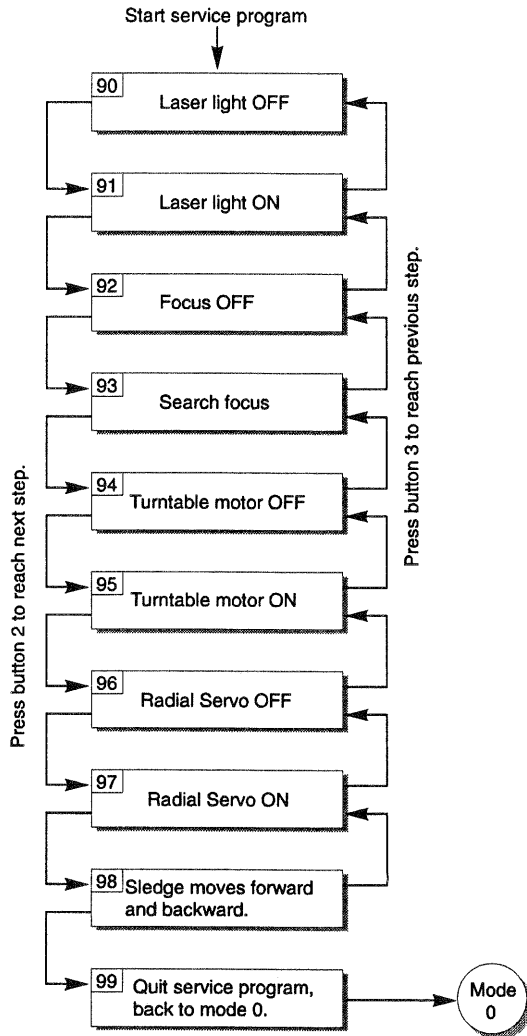 Start service program
90
Laser light OFF
91
Laser light ON
92
Focus OFF
93
Search focus
94
Turntable motor OFF
95
Turntable motor ON
96
Radial Servo OFF
97
Radial Servo ON
98
Sledge moves forward
and backward.
99
Quit service program,
back to mode 0.
Mode
0
Press button 2 to reach next step.
Press button 3 to reach previous step.